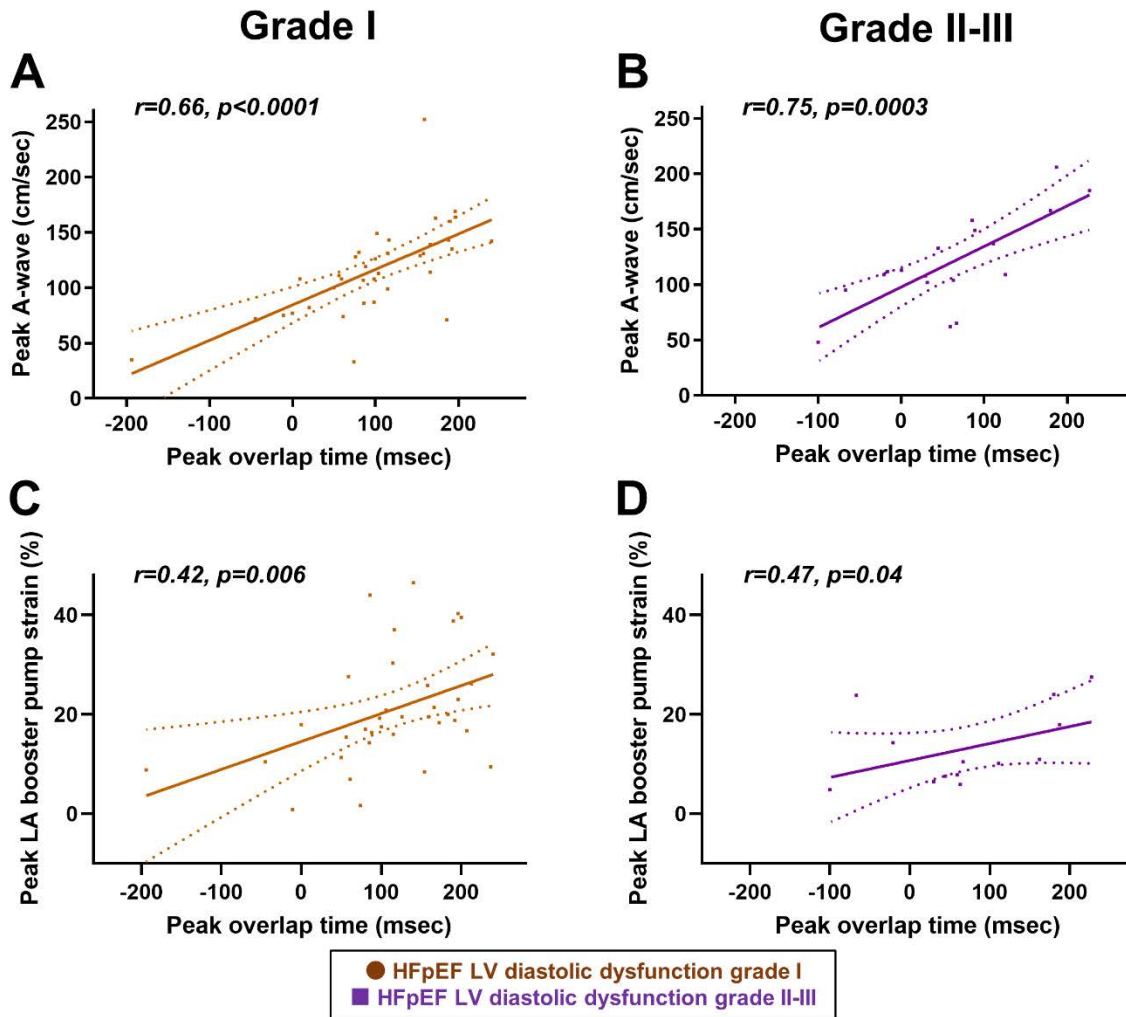 Grade I
Grade II-III
A
r=0.66, p<0.0001
Peak A-wave (cm/sec)
250
200
150
100
50
0
-200 -100 0 100 200
Peak overlap time (msec)
B
r=0.75, p=0.0003
Peak A-wave (cm/sec)
250
200
150
100
50
0
-200 -100 0 100 200
Peak overlap time (msec)
C
r=0.42, p=0.006
Peak LA booster pump strain (%)
40
20
0
-200 -100 0 100 200
Peak overlap time (msec)
D
r=0.47, p=0.04
Peak LA booster pump strain (%)
40
20
0
-200 -100 0 100 200
Peak overlap time (msec)
HFpEF LV diastolic dysfunction grade I
HFpEF LV diastolic dysfunction grade II-III